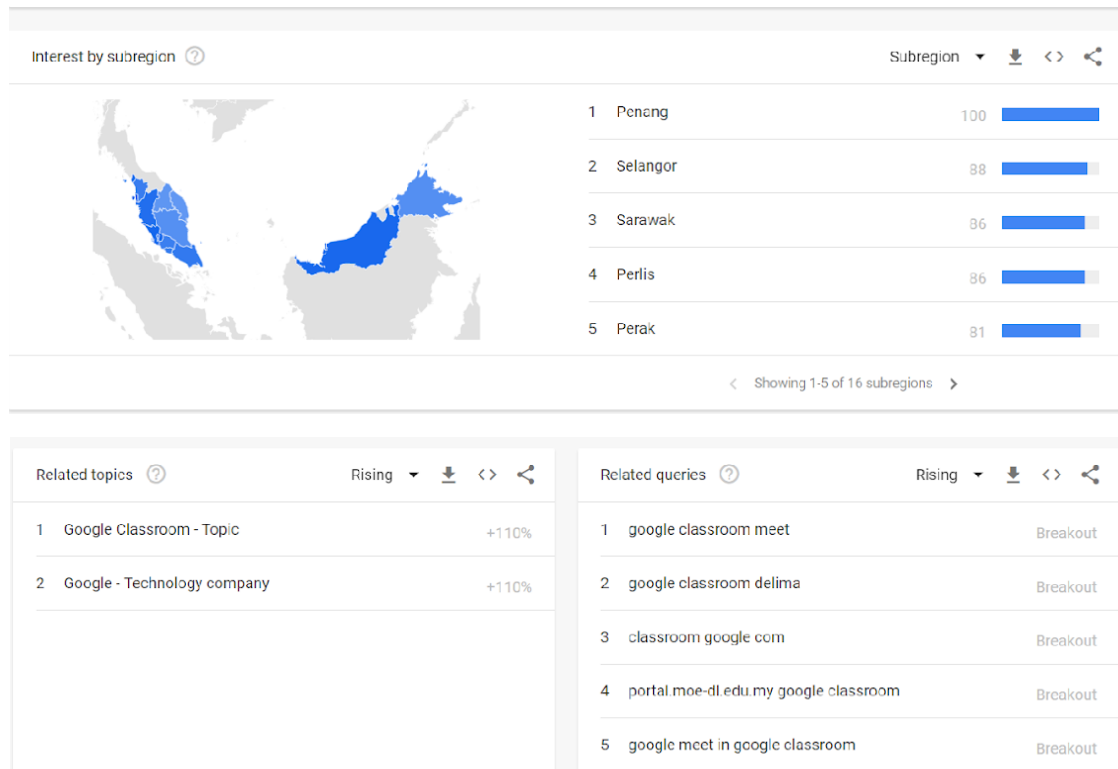 Interest by subregion
Subregion
1 Penang 100
2 Selangor 88
3 Sarawak 86
4 Perlis 86
5 Perak 81
Showing 1-5 of 16 subregions
Related topics Rising
1 Google Classroom - Topic +110%
2 Google - Technology company +110%
Related queries Rising
1 google classroom meet Breakout
2 google classroom delima Breakout
3 classroom google com Breakout
4 portal.moe-dl.edu.my google classroom Breakout
5 google meet in google classroom Breakout